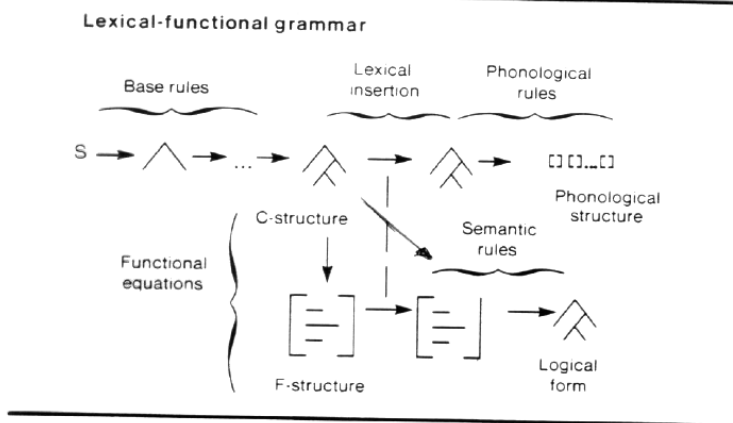 Lexical-functional grammar
Base rules
Lexical
insertion
Phonological
rules
S
...
[] []...[]
Phonological
structure
C-structure
Semantic
rules
Functional
equations
F-structure
Logical
form